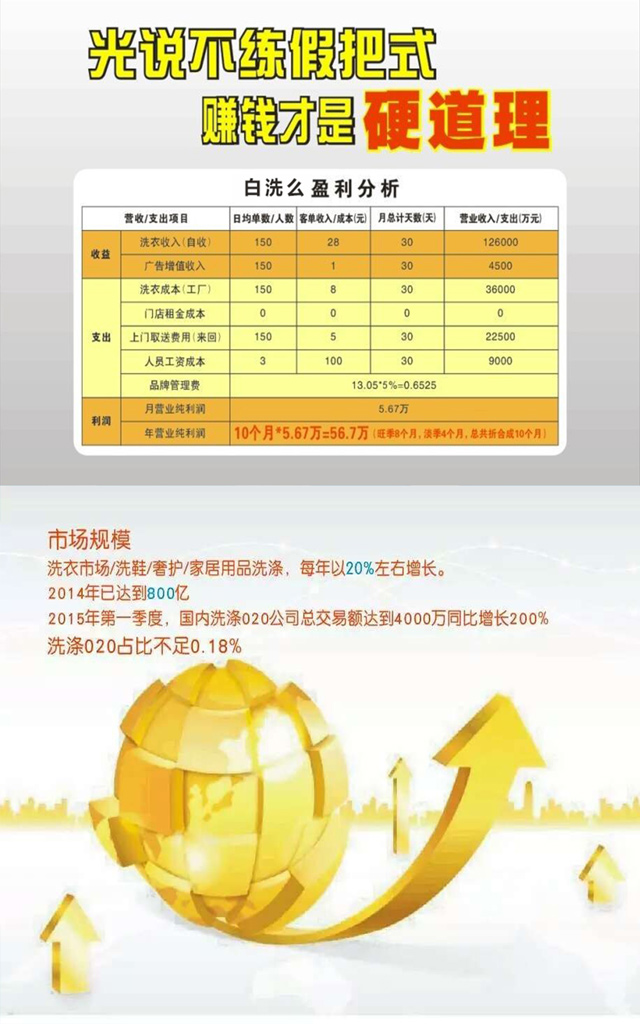 光说不练假把式
赚钱才是硬道理
白洗么盈利分析
营收/支出项目 日均单数/人数 客单收入/成本(元) 月总计天数(天) 营业收入/支出(万元)
收益 洗衣收入(自收) 150 28 30 126000
广告增值收入 150 1 30 4500
支出 洗衣成本(工厂) 150 8 30 36000
门店租金成本 0 0 0 0
上门取送费用(来回) 150 5 30 22500
人员工资成本 3 100 30 9000
品牌管理费 13.05*5%=0.6525
利润 月营业纯利润 5.67万
年营业纯利润 10个月*5.67万=56.7万(旺季8个月,淡季4个月,总共折合成10个月)
市场规模
洗衣市场/洗鞋/奢护/家居用品洗涤，每年以20%左右增长。
2014年已达到800亿
2015年第一季度，国内洗涤020公司总交易额达到4000万同比增长200%
洗涤020占比不足0.18%